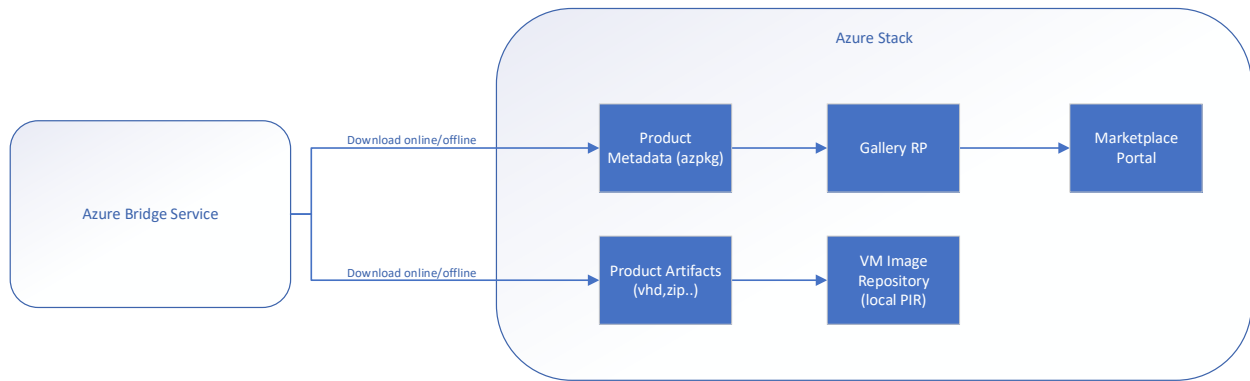 Azure Stack
Azure Bridge Service
Download online/offline
Product
Metadata (azpkg)
Gallery RP
Marketplace
Portal
Download online/offline
Product Artifacts
(vhd,zip..)
VM Image
Repository
(local PIR)